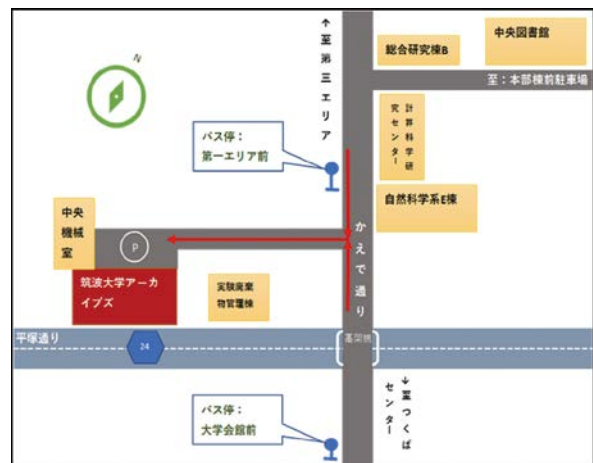 N
↑至第三エリア
総合研究棟B
中央図書館
至：本部棟前駐車場
バス停：
第一エリア前
計算科学研
究センター
自然科学系E棟
かえで通り
中央
機械
室
P
筑波大学アーカ
イブズ
実験廃棄
物管理棟
平塚通り
24
バス停：
大学会館前
↓至つくば
センター